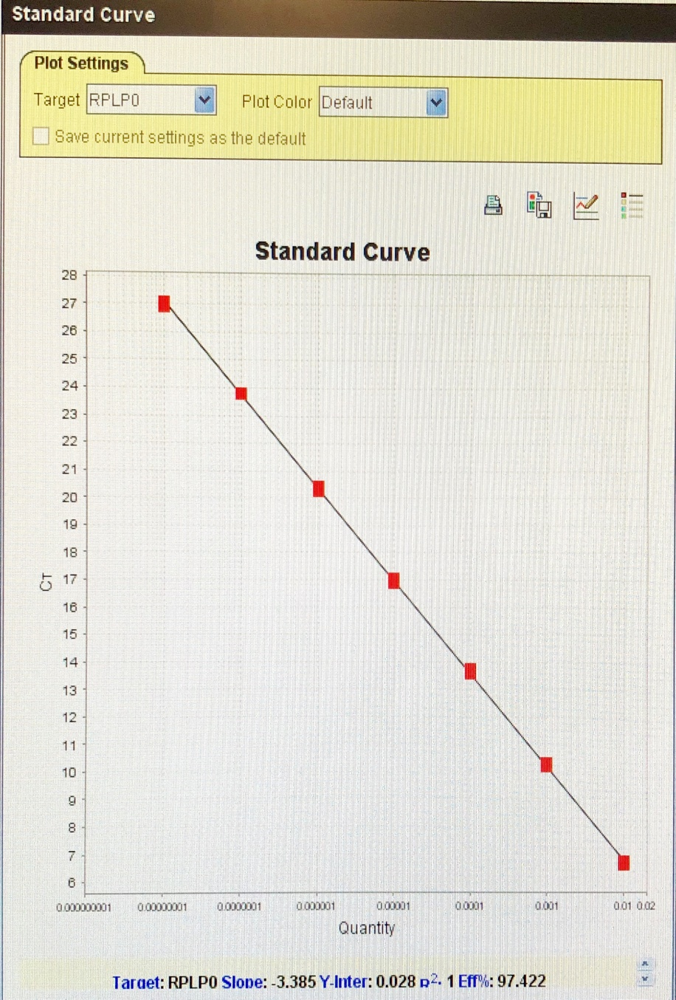 Standard Curve
Plot Settings
Target RPLP0 Plot Color Default
Save current settings as the default
Standard Curve
28
27
26
25
24
23
22
21
20
19
18
17
16
15
14
13
12
11
10
9
8
7
6
CT
0.000000001 0.00000001 0.0000001 0.000001 0.00001 0.0001 0.001 0.01 0.02
Quantity
Target: RPLP0 Slope: -3.385 Y-Inter: 0.028 R²: 1 Eff%: 97.422